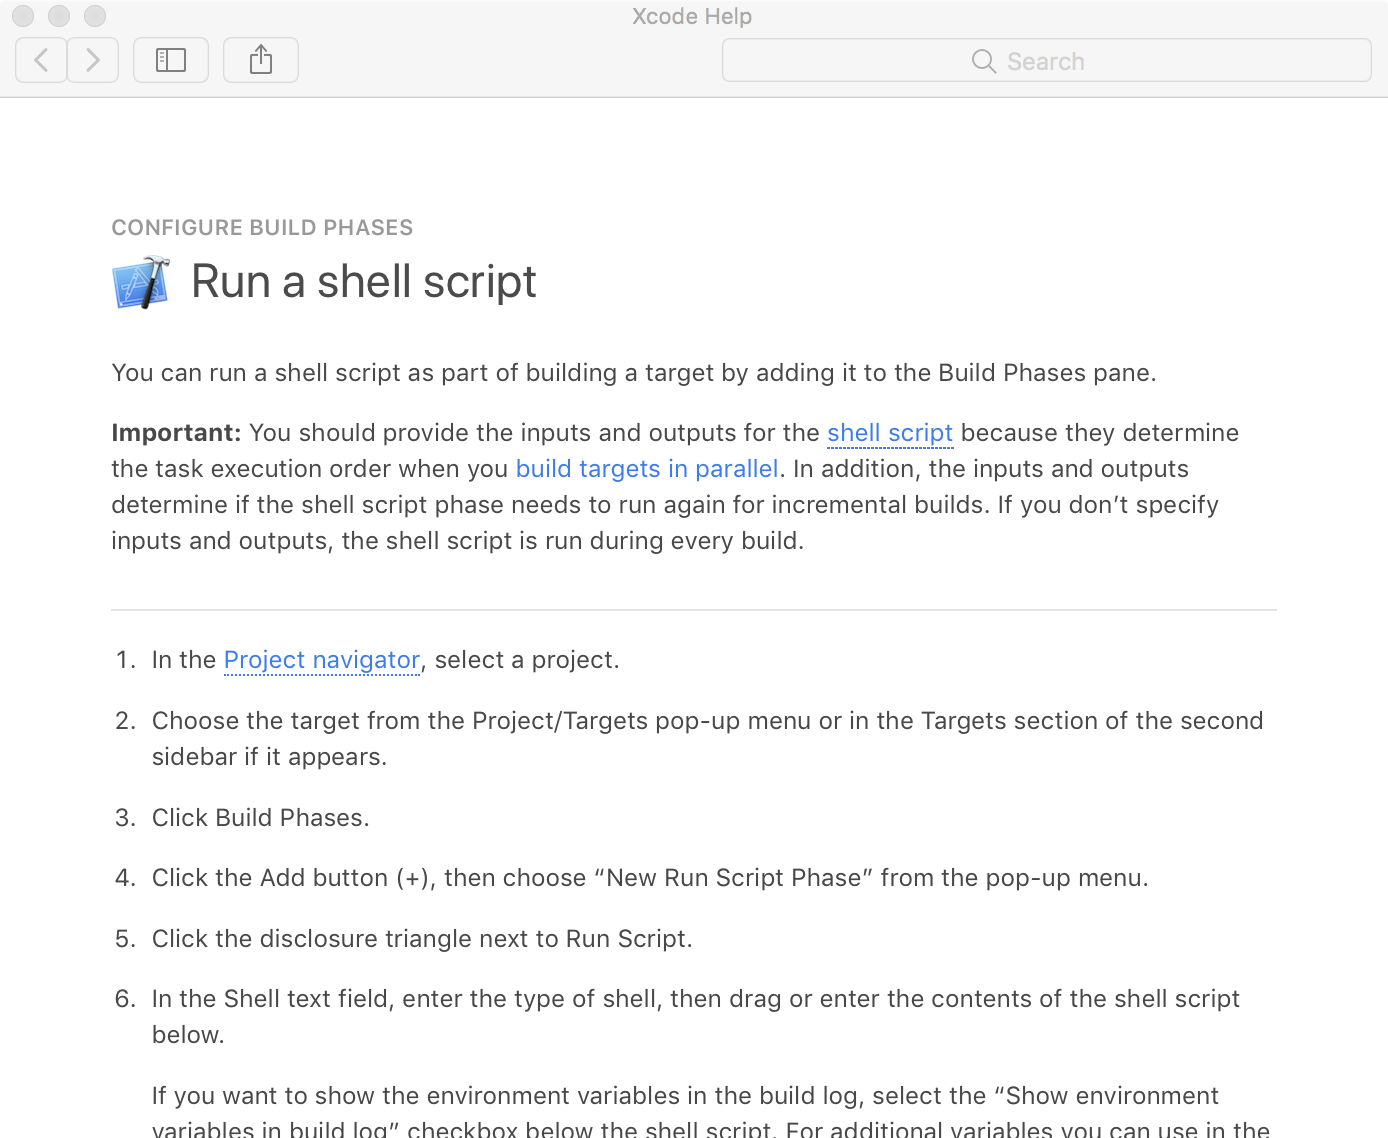 Xcode Help
Search
CONFIGURE BUILD PHASES
Run a shell script
You can run a shell script as part of building a target by adding it to the Build Phases pane.
Important: You should provide the inputs and outputs for the shell script because they determine
the task execution order when you build targets in parallel. In addition, the inputs and outputs
determine if the shell script phase needs to run again for incremental builds. If you don’t specify
inputs and outputs, the shell script is run during every build.
1. In the Project navigator, select a project.
2. Choose the target from the Project/Targets pop-up menu or in the Targets section of the second
sidebar if it appears.
3. Click Build Phases.
4. Click the Add button (+), then choose “New Run Script Phase” from the pop-up menu.
5. Click the disclosure triangle next to Run Script.
6. In the Shell text field, enter the type of shell, then drag or enter the contents of the shell script
below.
If you want to show the environment variables in the build log, select the “Show environment
variables in build log” checkbox below the shell script. For additional variables you can use in the